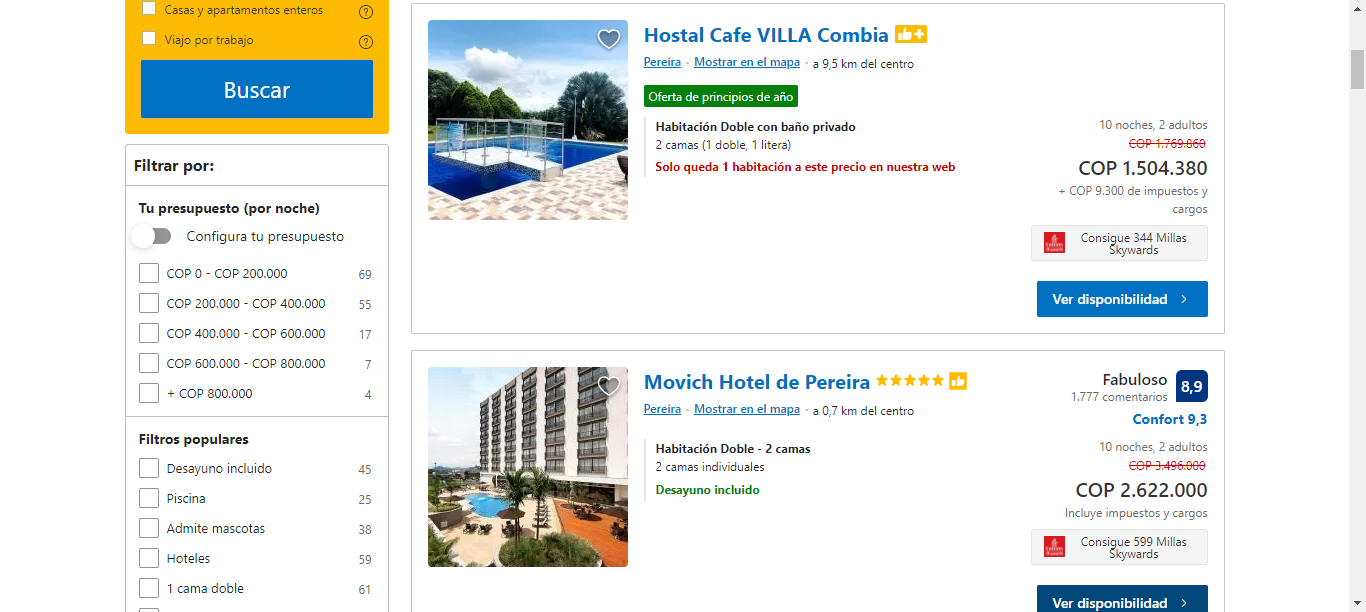 Casas y apartamentos enteros
Viajo por trabajo
Buscar
Filtrar por:
Tu presupuesto (por noche)
Configura tu presupuesto
COP 0 - COP 200.000 69
COP 200.000 - COP 400.000 55
COP 400.000 - COP 600.000 17
COP 600.000 - COP 800.000 7
+ COP 800.000 4
Filtros populares
Desayuno incluido 45
Piscina 25
Admite mascotas 38
Hoteles 59
1 cama doble 61
Hostal Cafe VILLA Combia
Pereira · Mostrar en el mapa · a 9,5 km del centro
Oferta de principios de año
Habitación Doble con baño privado
2 camas (1 doble, 1 litera)
Solo queda 1 habitación a este precio en nuestra web
10 noches, 2 adultos
COP 1.769.860
COP 1.504.380
+ COP 9.300 de impuestos y
cargos
Consigue 344 Millas
Skywards
Ver disponibilidad
Movich Hotel de Pereira
Pereira · Mostrar en el mapa · a 0,7 km del centro
Habitación Doble - 2 camas
2 camas individuales
Desayuno incluido
Fabuloso 8,9
1.777 comentarios
Confort 9,3
10 noches, 2 adultos
COP 3.496.000
COP 2.622.000
Incluye impuestos y cargos
Consigue 599 Millas
Skywards
Ver disponibilidad